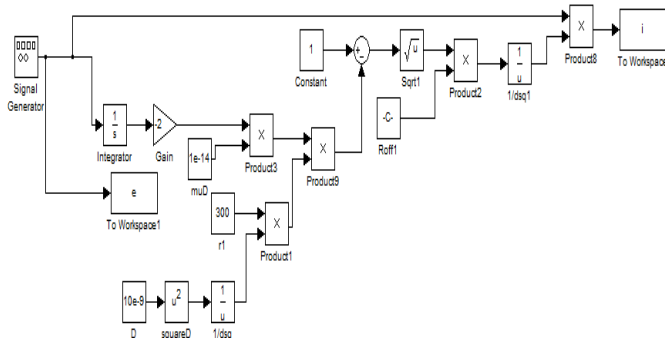 Signal
Generator
1
s
Integrator
-2
Gain
e
To Workspace1
1e-14
muD
×
Product3
300
r1
×
Product1
×
Product9
10e-9
D
u2
squareD
1
u
1/dsq
1
Constant
+
-
√u
Sqrt1
-C-
Roff1
×
Product2
1
u
1/dsq1
×
Product8
i
To Workspace